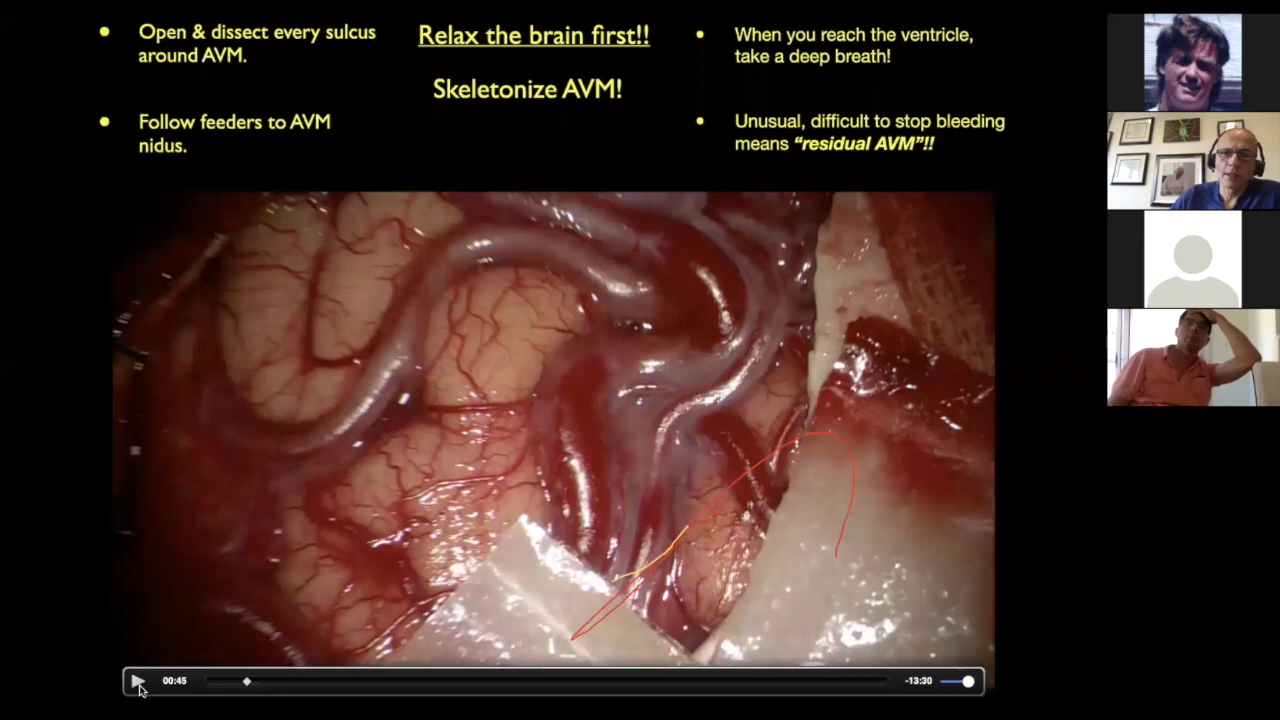 Open & dissect every sulcus
around AVM.
Follow feeders to AVM
nidus.
Relax the brain first!!
Skeletonize AVM!
When you reach the ventricle,
take a deep breath!
Unusual, difficult to stop bleeding
means “residual AVM”!!
00:45
-13:30